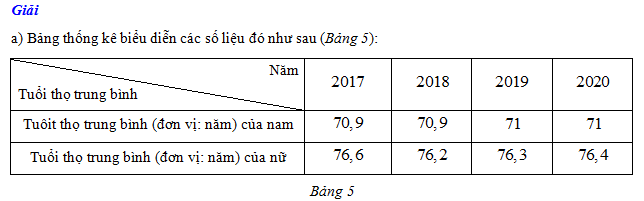 Giải
a) Bảng thống kê biểu diễn các số liệu đó như sau (Bảng 5):
Năm
Tuổi thọ trung bình
2017 2018 2019 2020
Tuôit thọ trung bình (đơn vị: năm) của nam 70,9 70,9 71 71
Tuổi thọ trung bình (đơn vị: năm) của nữ 76,6 76,2 76,3 76,4
Bảng 5